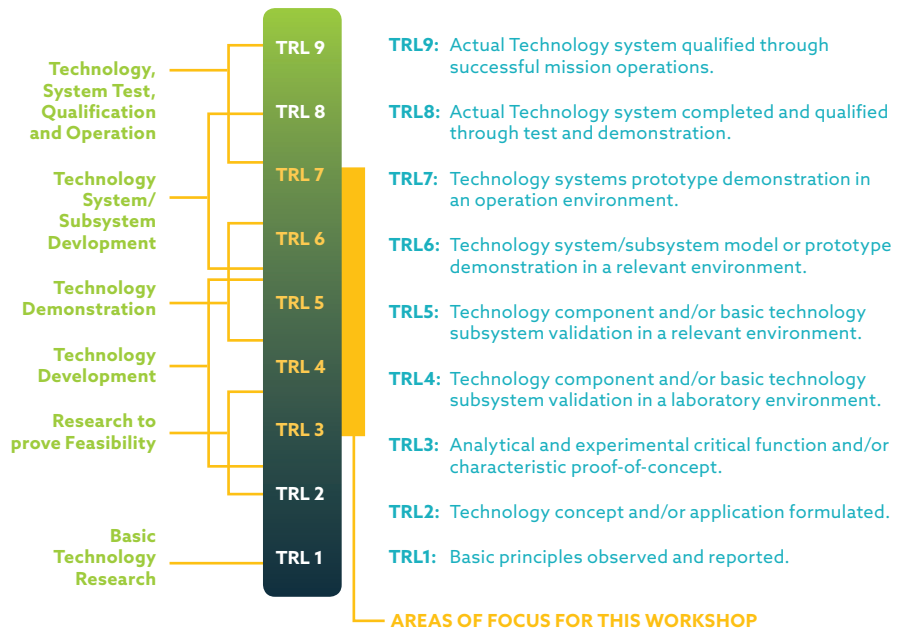 Technology,
System Test,
Qualification
and Operation
Technology
System/
Subsystem
Devlopment
Technology
Demonstration
Technology
Development
Research to
prove Feasibility
Basic
Technology
Research
TRL 9
TRL 8
TRL 7
TRL 6
TRL 5
TRL 4
TRL 3
TRL 2
TRL 1
TRL9: Actual Technology system qualified through
successful mission operations.
TRL8: Actual Technology system completed and qualified
through test and demonstration.
TRL7: Technology systems prototype demonstration in
an operation environment.
TRL6: Technology system/subsystem model or prototype
demonstration in a relevant environment.
TRL5: Technology component and/or basic technology
subsystem validation in a relevant environment.
TRL4: Technology component and/or basic technology
subsystem validation in a laboratory environment.
TRL3: Analytical and experimental critical function and/or
characteristic proof-of-concept.
TRL2: Technology concept and/or application formulated.
TRL1: Basic principles observed and reported.
AREAS OF FOCUS FOR THIS WORKSHOP